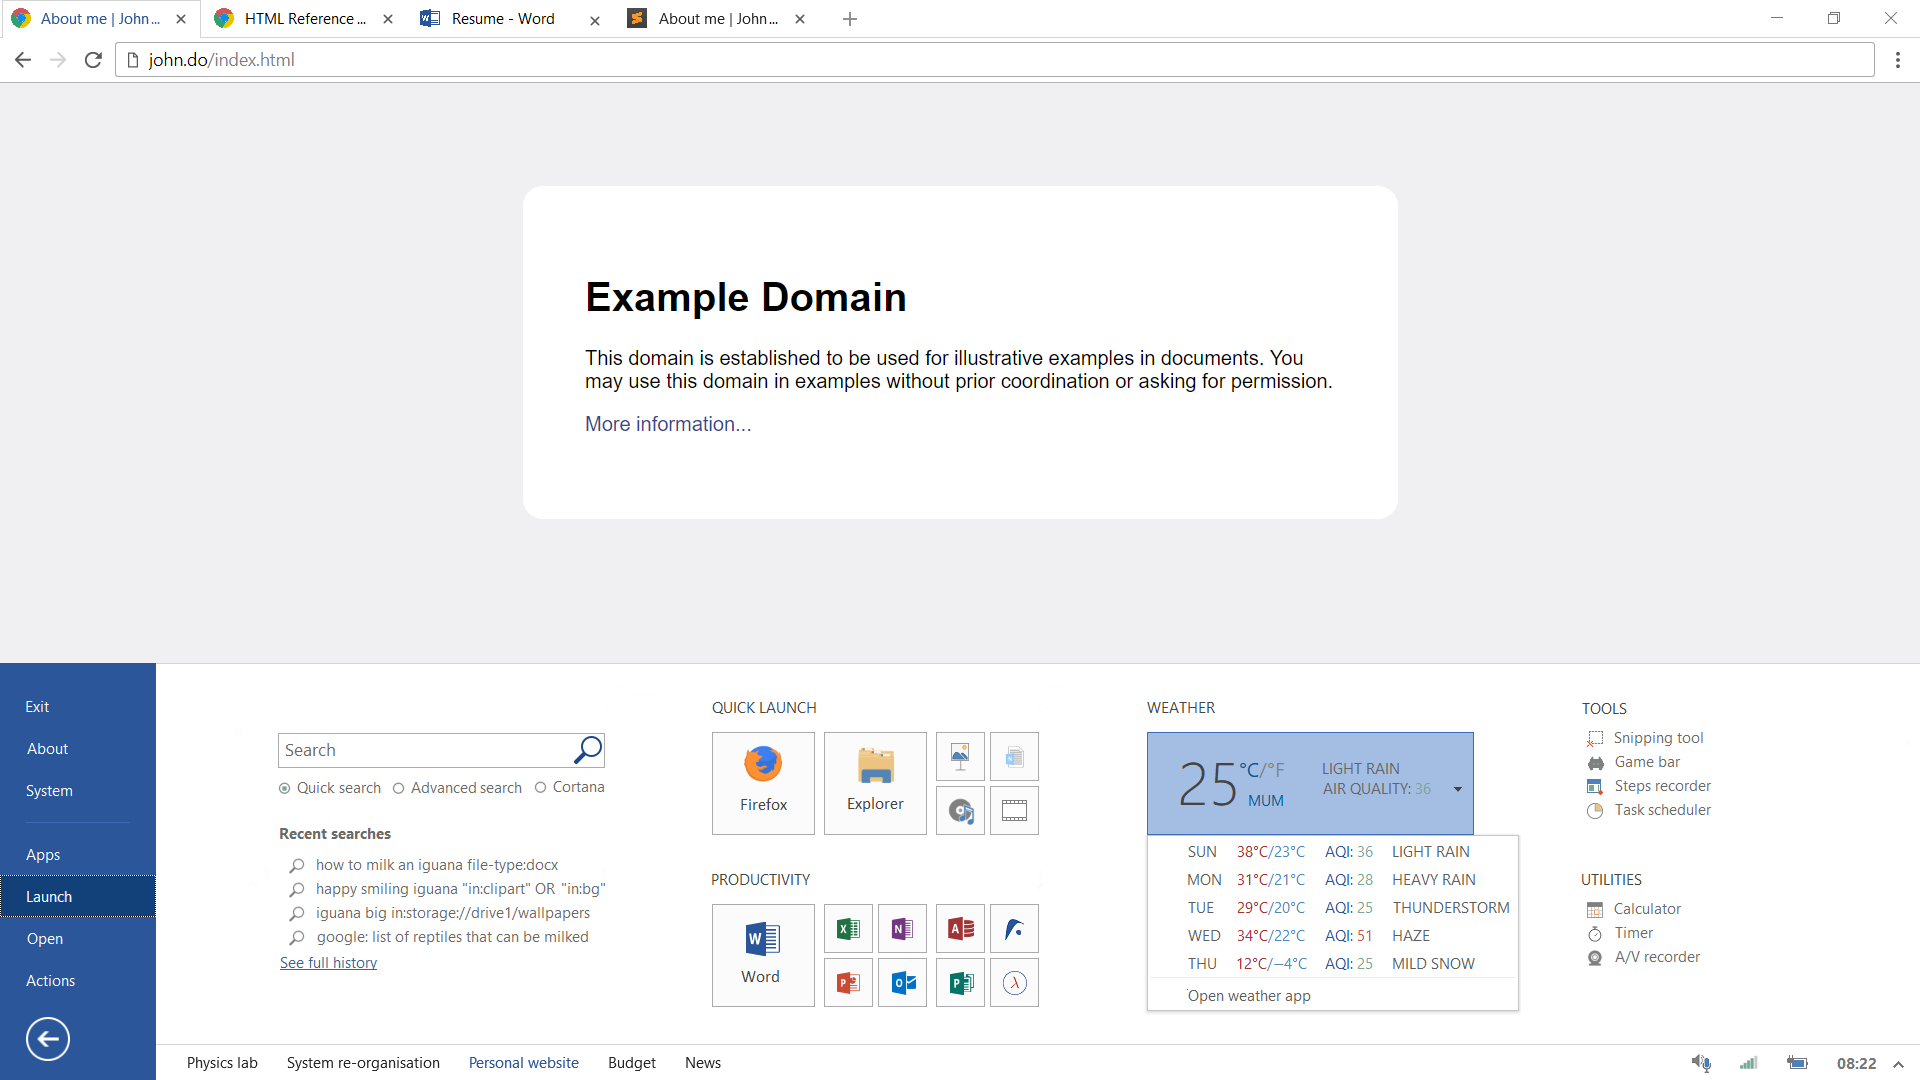 About me | John ...
HTML Reference ...
Resume - Word
About me | John ...
john.do/index.html
Example Domain
This domain is established to be used for illustrative examples in documents. You
may use this domain in examples without prior coordination or asking for permission.
More information...
Exit
About
System
Apps
Launch
Open
Actions
Search
Quick search
Advanced search
Cortana
Recent searches
how to milk an iguana file-type:docx
happy smiling iguana "in:clipart" OR "in:bg"
iguana big in:storage://drive1/wallpapers
google: list of reptiles that can be milked
See full history
QUICK LAUNCH
Firefox
Explorer
PRODUCTIVITY
Word
WEATHER
25 °C/°F
MUM
LIGHT RAIN
AIR QUALITY: 36
SUN 38°C/23°C AQI: 36 LIGHT RAIN
MON 31°C/21°C AQI: 28 HEAVY RAIN
TUE 29°C/20°C AQI: 25 THUNDERSTORM
WED 34°C/22°C AQI: 51 HAZE
THU 12°C/−4°C AQI: 25 MILD SNOW
Open weather app
TOOLS
Snipping tool
Game bar
Steps recorder
Task scheduler
UTILITIES
Calculator
Timer
A/V recorder
Physics lab
System re-organisation
Personal website
Budget
News
08:22